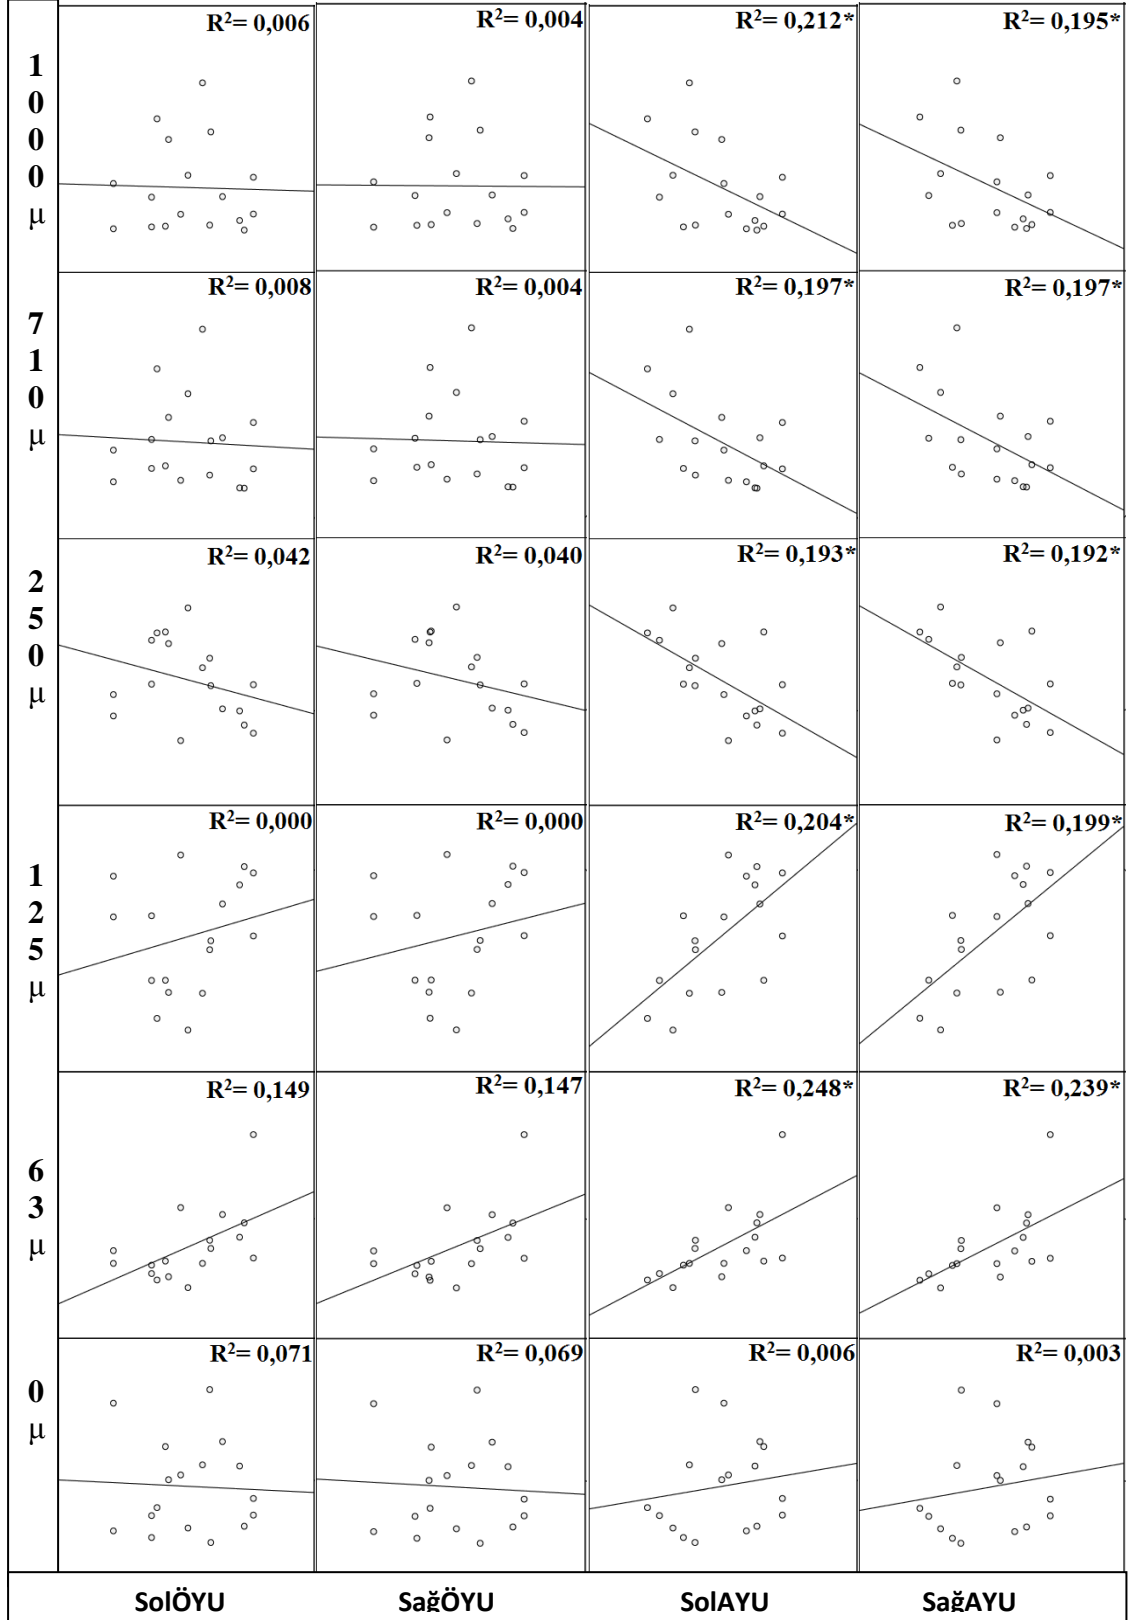 1000µ
R²= 0,006
R²= 0,004
R²= 0,212*
R²= 0,195*
710µ
R²= 0,008
R²= 0,004
R²= 0,197*
R²= 0,197*
250µ
R²= 0,042
R²= 0,040
R²= 0,193*
R²= 0,192*
125µ
R²= 0,000
R²= 0,000
R²= 0,204*
R²= 0,199*
63µ
R²= 0,149
R²= 0,147
R²= 0,248*
R²= 0,239*
0µ
R²= 0,071
R²= 0,069
R²= 0,006
R²= 0,003
SolÖYU
SağÖYU
SolAYU
SağAYU